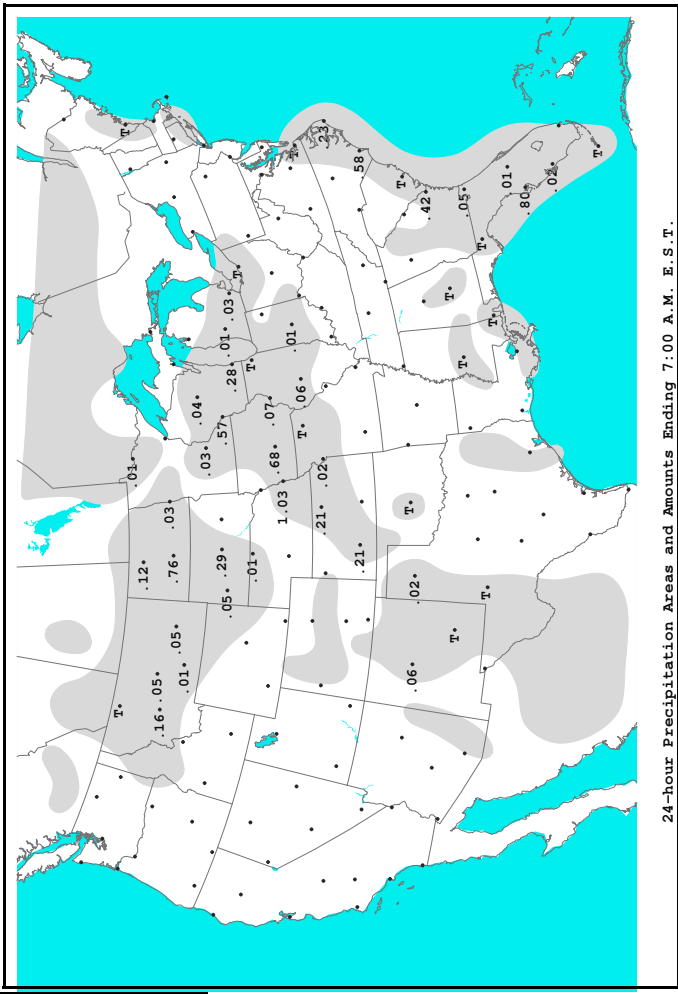 T
.01
T
.12
.16
.05
.03
.76
.05
.01
.04
.03
.57
.29
.01
.05
.03
.28
T
T
.01
.07
.68
1.03
.01
T
.06
T
.21
.02
.23
.21
.58
T
T
.06
.02
.42
T
T
T
.05
T
T
T
.01
.80
.02
T
24-hour Precipitation Areas and Amounts Ending 7:00 A.M. E.S.T.